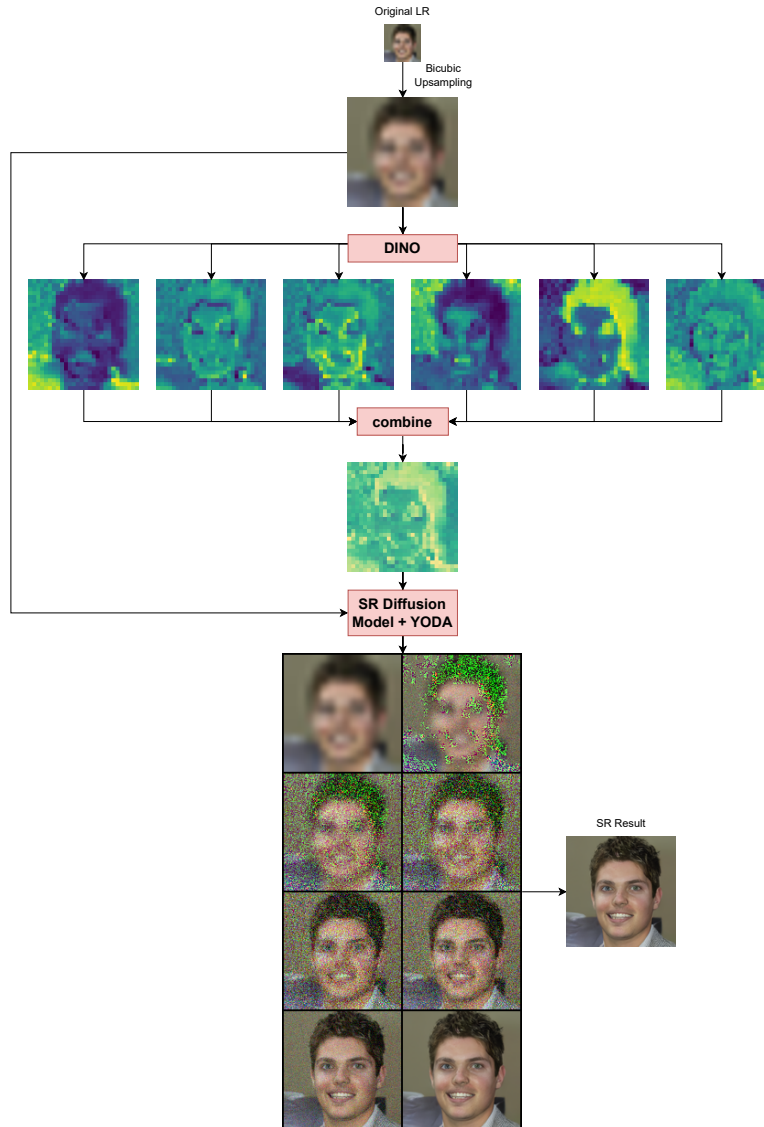 Original LR
Bicubic
Upsampling
DINO
combine
SR Diffusion
Model + YODA
SR Result